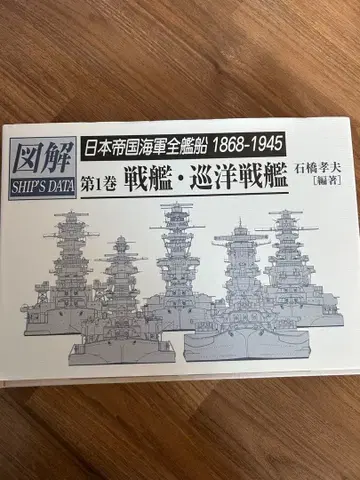 図解
SHIP'S DATA
日本帝国海軍全艦船 1868-1945
第1巻 戦艦・巡洋戦艦
石橋孝夫
[編著]